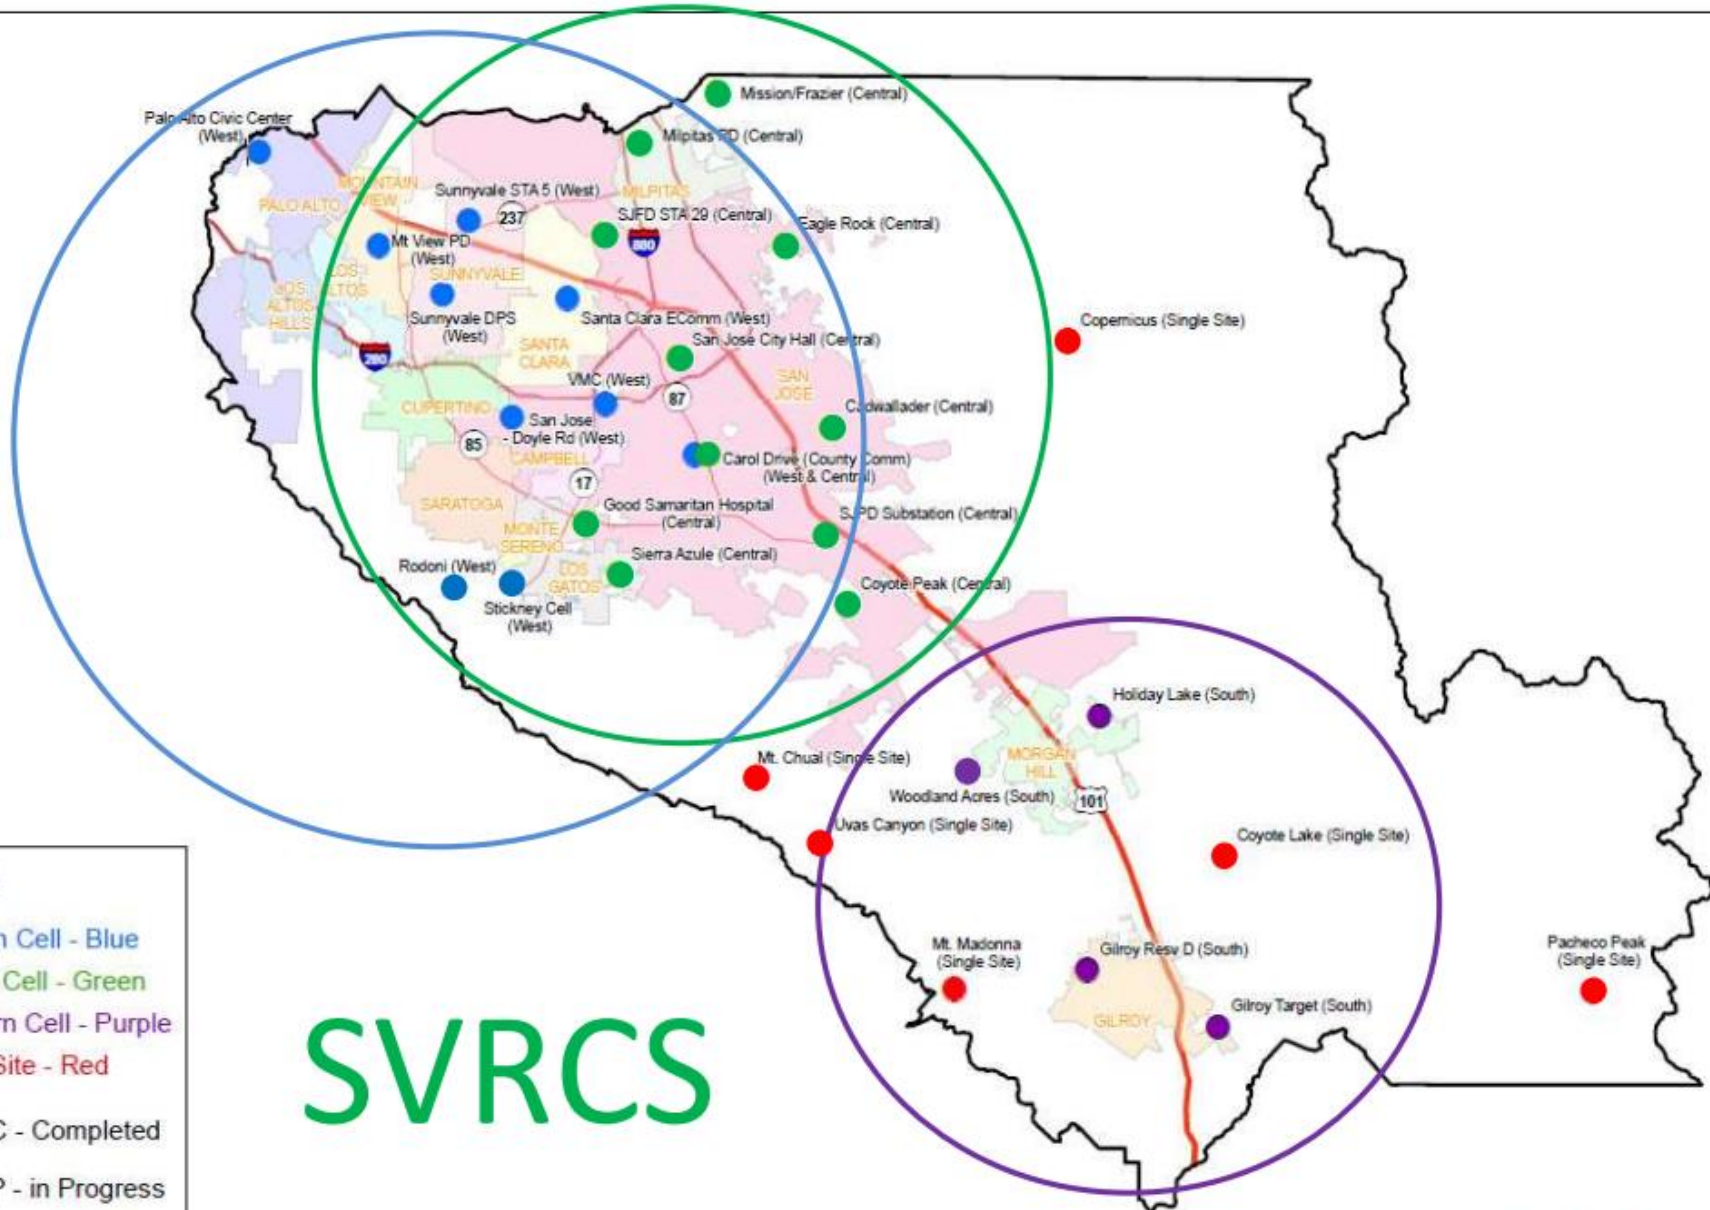 Mission/Frazier (Central)
Palo Alto Civic Center
(West)
Milpitas PD (Central)
MOUNTAIN
VIEW
Sunnyvale STA 5 (West)
MILPITAS
PALO ALTO
237
SJFD STA 29 (Central)
Eagle Rock (Central)
880
Mt View PD
(West)
LOS
ALTOS
SUNNYVALE
LOS
ALTOS
HILLS
Sunnyvale DPS
(West)
Santa Clara EComm (West)
Copernicus (Single Site)
San Jose City Hall (Central)
SANTA
CLARA
280
VMC (West)
SAN
JOSE
87
CUPERTINO
Cadwallader (Central)
San Jose
- Doyle Rd (West)
85
CAMPBELL
Carol Drive (County Comm)
(West & Central)
17
SARATOGA
Good Samaritan Hospital
(Central)
SJPD Substation (Central)
MONTE
SERENO
Sierra Azule (Central)
Rodoni (West)
LOS
GATOS
Coyote Peak (Central)
Stickney Cell
(West)
Holiday Lake (South)
Mt. Chual (Single Site)
MORGAN
HILL
Woodland Acres (South)
101
Uvas Canyon (Single Site)
Coyote Lake (Single Site)
Cell - Blue
Cell - Green
Cell - Purple
Site - Red
C - Completed
P - in Progress
Mt. Madonna
(Single Site)
Gilroy Resv D (South)
Pacheco Peak
(Single Site)
Gilroy Target (South)
GILROY
SVRCS